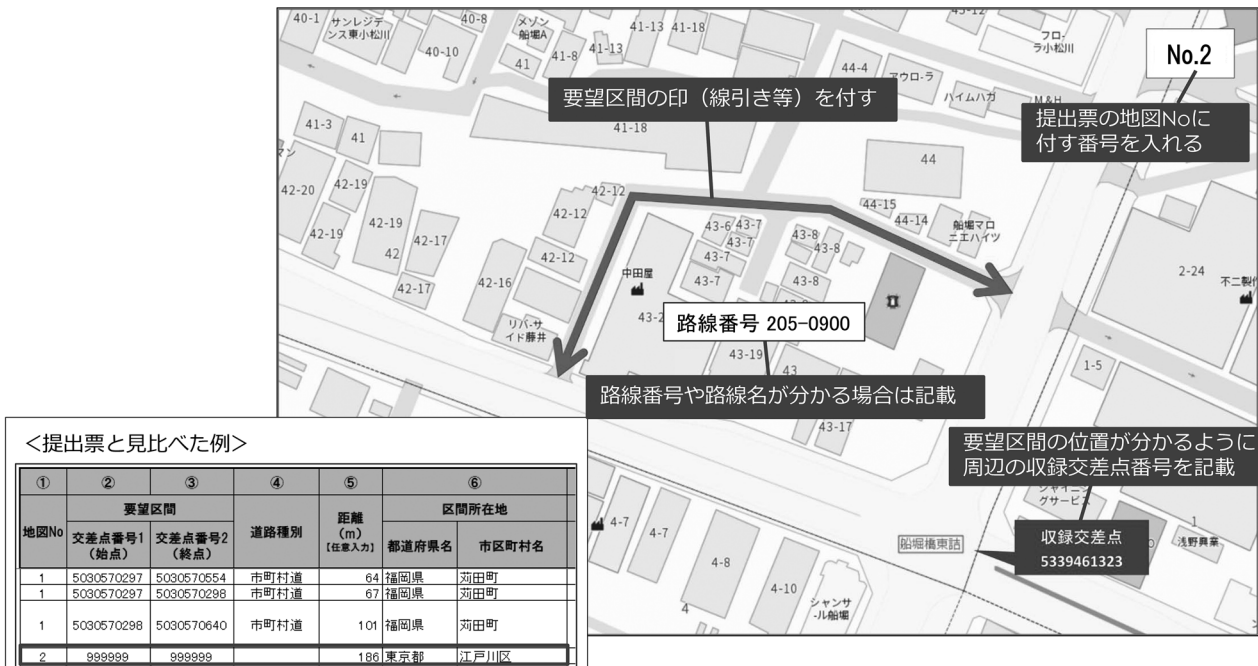 40-1
サンレジデ
ンス東小松川
40-8
メゾン
船堀A
40-10
41
41-8
41-13
41-13
41-18
フロ-
ラ小松川
No.2
44-4
アウロ-ラ
ハイムハガ
M&H
要望区間の印（線引き等）を付す
提出票の地図Noに
付す番号を入れる
41-3
41
41-18
44
マン
42-20
42-19
42-19
42-19
42
42-17
42-17
42-12
42-12
42-12
42-16
リバ-サ
イド藤井
43-6
43-7
43-7
43-7
43-7
43-8
43-8
43-8
44-15
44-14
船堀マロ
ニエハイツ
中田屋
2-24
路線番号 205-0900
43-19
43
1-5
路線番号や路線名が分かる場合は記載
43-17
要望区間の位置が分かるように
周辺の収録交差点番号を記載
グサービス
4-7
4-7
4-8
4-10
4
シャンサ
-ル船堀
船堀橋東詰
収録交差点
5339461323
1
浅野興業
＜提出票と見比べた例＞
① ② ③ ④ ⑤ ⑥
地図No 要望区間 道路種別 距離 区間所在地
（m）
【任意入力】
交差点番号1 交差点番号2 都道府県名 市区町村名
（始点） （終点）
1 5030570297 5030570554 市町村道 64 福岡県 苅田町
1 5030570297 5030570298 市町村道 67 福岡県 苅田町
1 5030570298 5030570640 市町村道 101 福岡県 苅田町
2 999999 999999 186 東京都 江戸川区